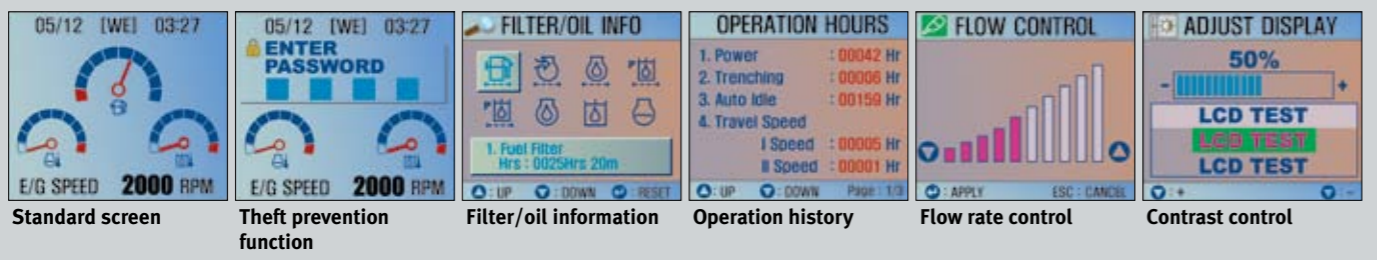 05/12 [WE] 03:27
E/G SPEED 2000 RPM
Standard screen
05/12 [WE] 03:27
ENTER
PASSWORD
E/G SPEED 2000 RPM
Theft prevention
function
FILTER/OIL INFO
1. Fuel Filter
Hrs : 0025Hrs 20m
: UP : DOWN : RESET
Filter/oil information
OPERATION HOURS
1. Power : 00042 Hr
2. Trenching : 00006 Hr
3. Auto Idle : 00159 Hr
4. Travel Speed
I Speed : 00005 Hr
II Speed : 00001 Hr
: UP : DOWN Page : 1/3
Operation history
FLOW CONTROL
: APPLY ESC : CANCEL
Flow rate control
ADJUST DISPLAY
50%
- +
LCD TEST
LCD TEST
LCD TEST
: + : -
Contrast control